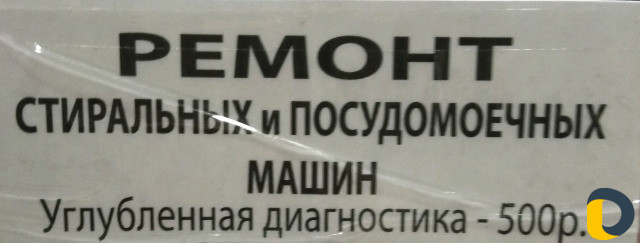 РЕМОНТ
СТИРАЛЬНЫХ и ПОСУДОМОЕЧНЫХ
МАШИН
Углубленная диагностика - 500р.